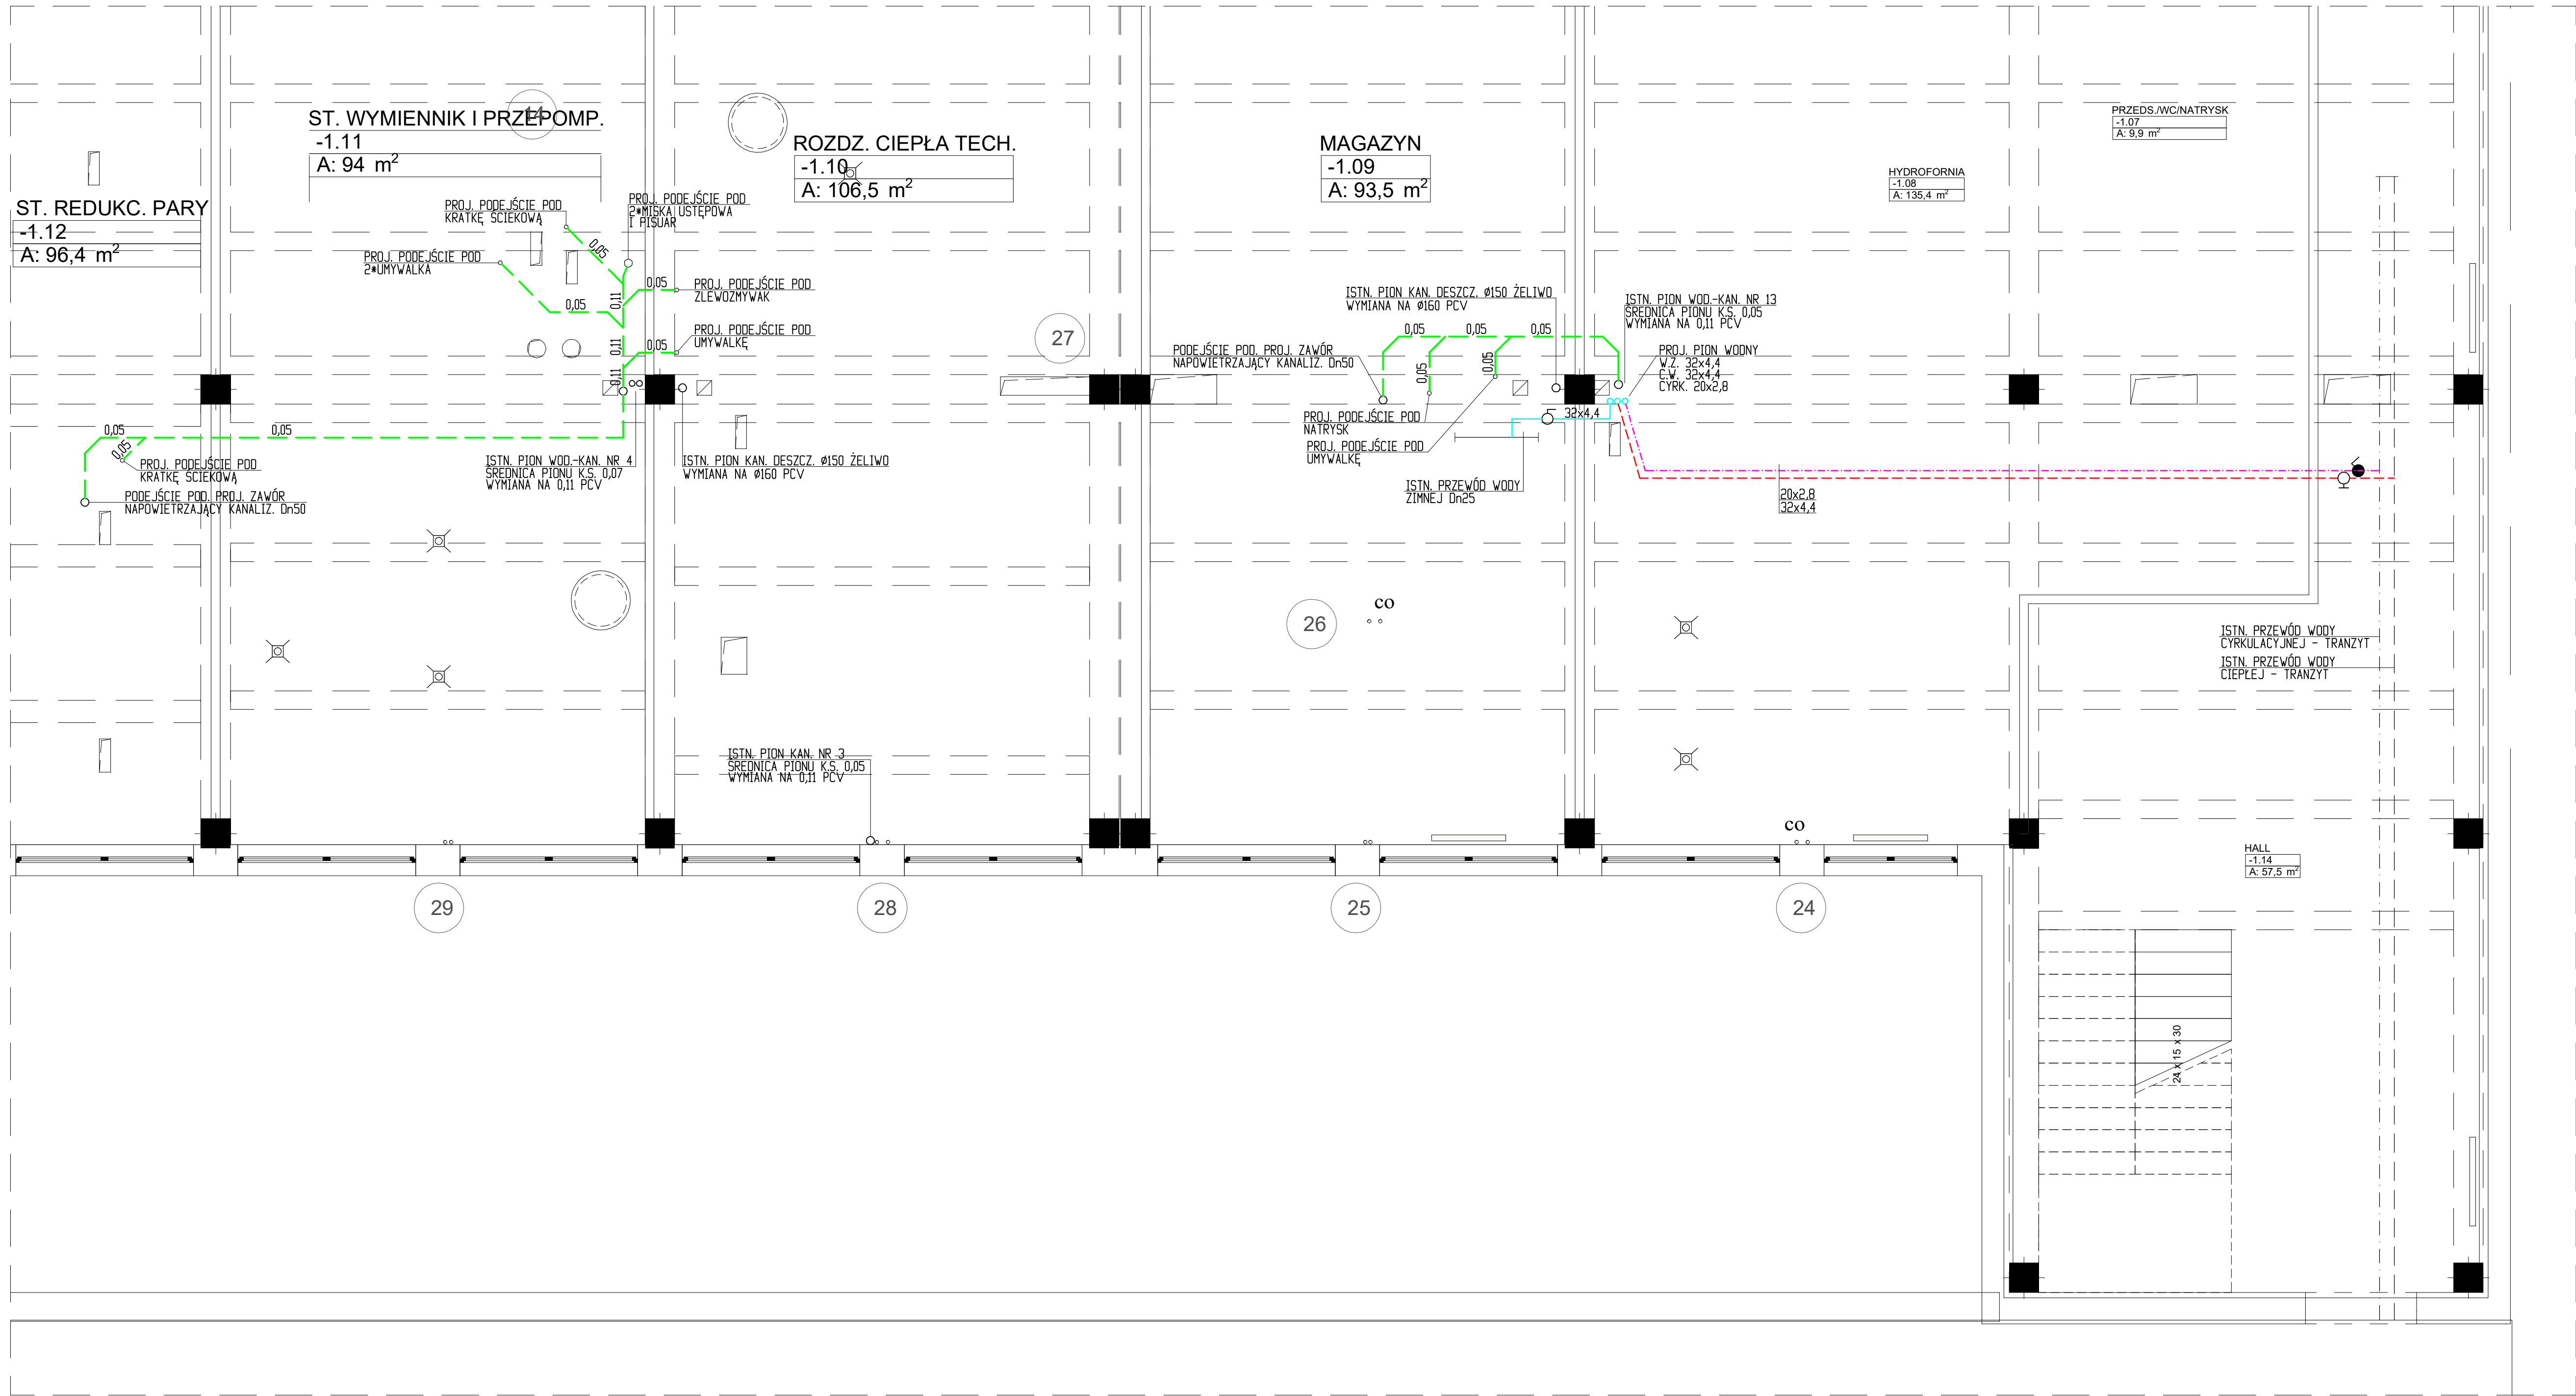 ST. WYMIENNIK I PRZEPOMP.
-1.11
A: 94 m²
14
ROZDZ. CIEPŁA TECH.
-1.10
A: 106,5 m²
MAGAZYN
-1.09
A: 93,5 m²
PRZEDS./WC/NATRYSK
-1.07
A: 9,9 m²
HYDROFORNIA
-1.08
A: 135,4 m²
ST. REDUKC. PARY
-1.12
A: 96,4 m²
PROJ. PODEJŚCIE POD
KRATKĘ ŚCIEKOWĄ
PROJ. PODEJŚCIE POD
2*MISKA USTĘPOWA
I PISUAR
PROJ. PODEJŚCIE POD
2*UMYWALKA
0,05
0,05
0,11
0,05
PROJ. PODEJŚCIE POD
ZLEWOZMYWAK
PROJ. PODEJŚCIE POD
UMYWALKĘ
0,11
0,05
0,11
27
ISTN. PION KAN. DESZCZ. Ø150 ŻELIWO
WYMIANA NA Ø160 PCV
ISTN. PION WOD.-KAN. NR 13
ŚREDNICA PIONU K.S. 0,05
WYMIANA NA 0,11 PCV
0,05
0,05
0,05
PODEJŚCIE POD. PROJ. ZAWÓR
NAPOWIETRZAJĄCY KANALIZ. Dn50
0,05
0,05
PROJ. PION WODNY
W.Z. 32x4,4
C.W. 32x4,4
CYRK. 20x2,8
PROJ. PODEJŚCIE POD
NATRYSK
32x4,4
PROJ. PODEJŚCIE POD
UMYWALKĘ
0,05
0,05
0,05
PROJ. PODEJŚCIE POD
KRATKĘ ŚCIEKOWĄ
PODEJŚCIE POD. PROJ. ZAWÓR
NAPOWIETRZAJĄCY KANALIZ. Dn50
ISTN. PION WOD.-KAN. NR 4
ŚREDNICA PIONU K.S. 0,07
WYMIANA NA 0,11 PCV
ISTN. PION KAN. DESZCZ. Ø150 ŻELIWO
WYMIANA NA Ø160 PCV
ISTN. PRZEWÓD WODY
ZIMNEJ Dn25
20x2,8
32x4,4
co
26
ISTN. PRZEWÓD WODY
CYRKULACYJNEJ - TRANZYT
ISTN. PRZEWÓD WODY
CIEPŁEJ - TRANZYT
ISTN. PION KAN. NR 3
ŚREDNICA PIONU K.S. 0,05
WYMIANA NA 0,11 PCV
co
HALL
-1.14
A: 57,5 m²
29
28
25
24
24 x 15 x 30